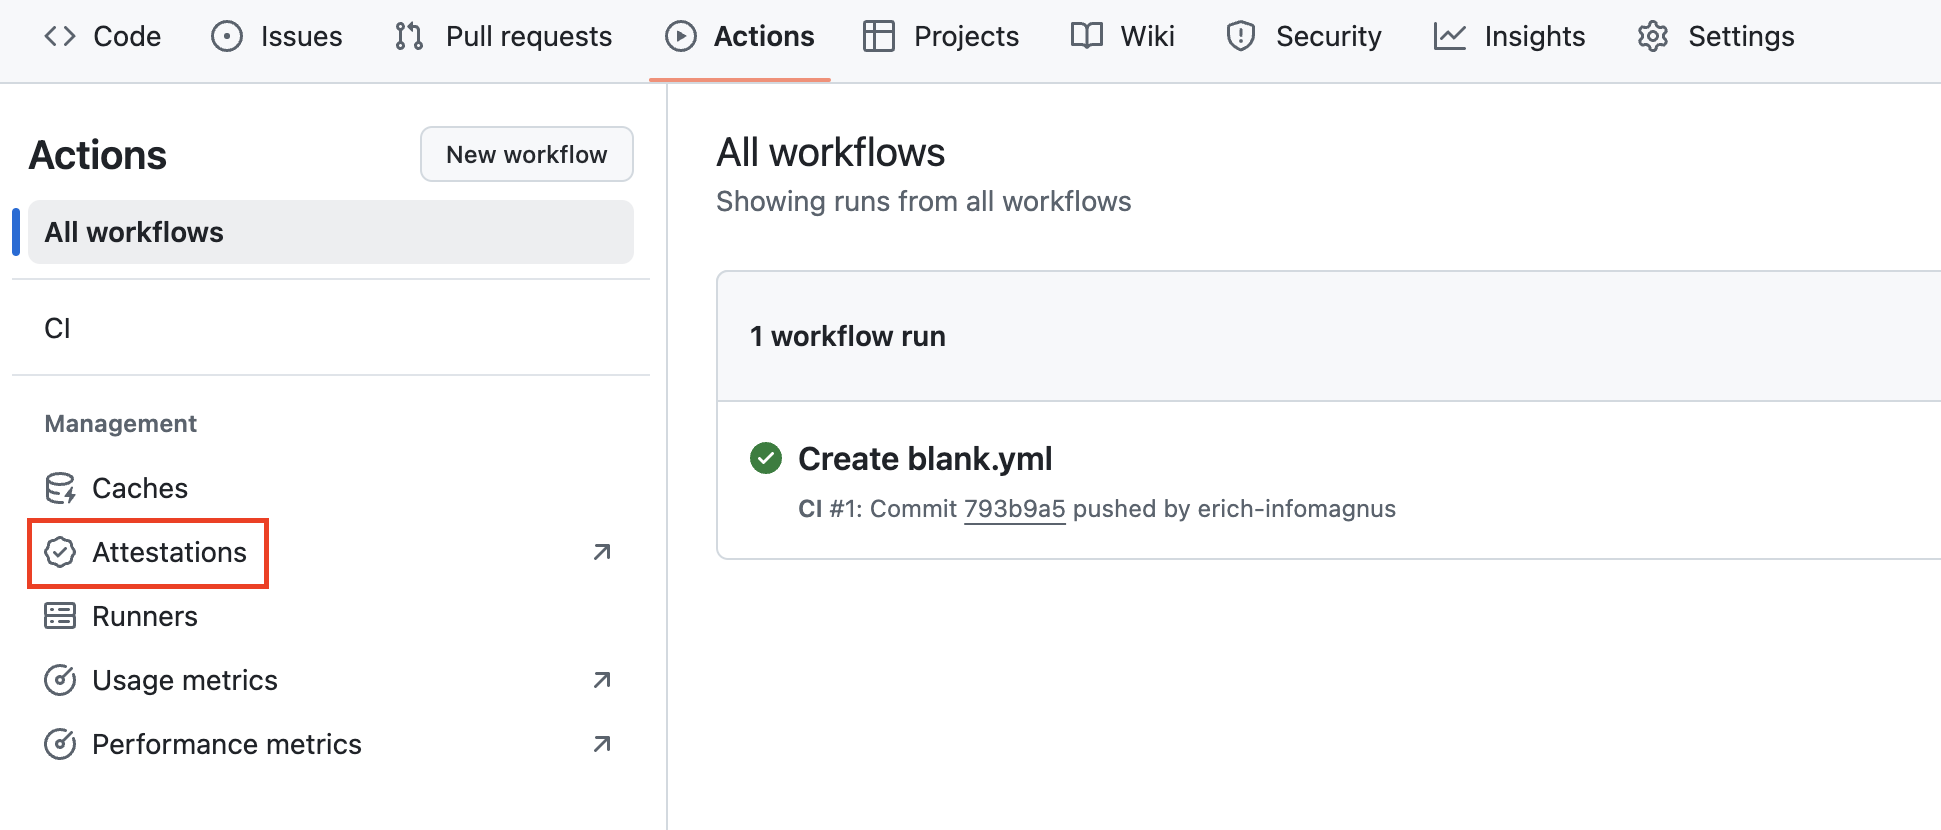 Code Issues Pull requests Actions Projects Wiki Security Insights Settings
Actions
New workflow
All workflows
CI
Management
Caches
Attestations
Runners
Usage metrics
Performance metrics
All workflows
Showing runs from all workflows
1 workflow run
Create blank.yml
CI #1: Commit 793b9a5 pushed by erich-infomagnus